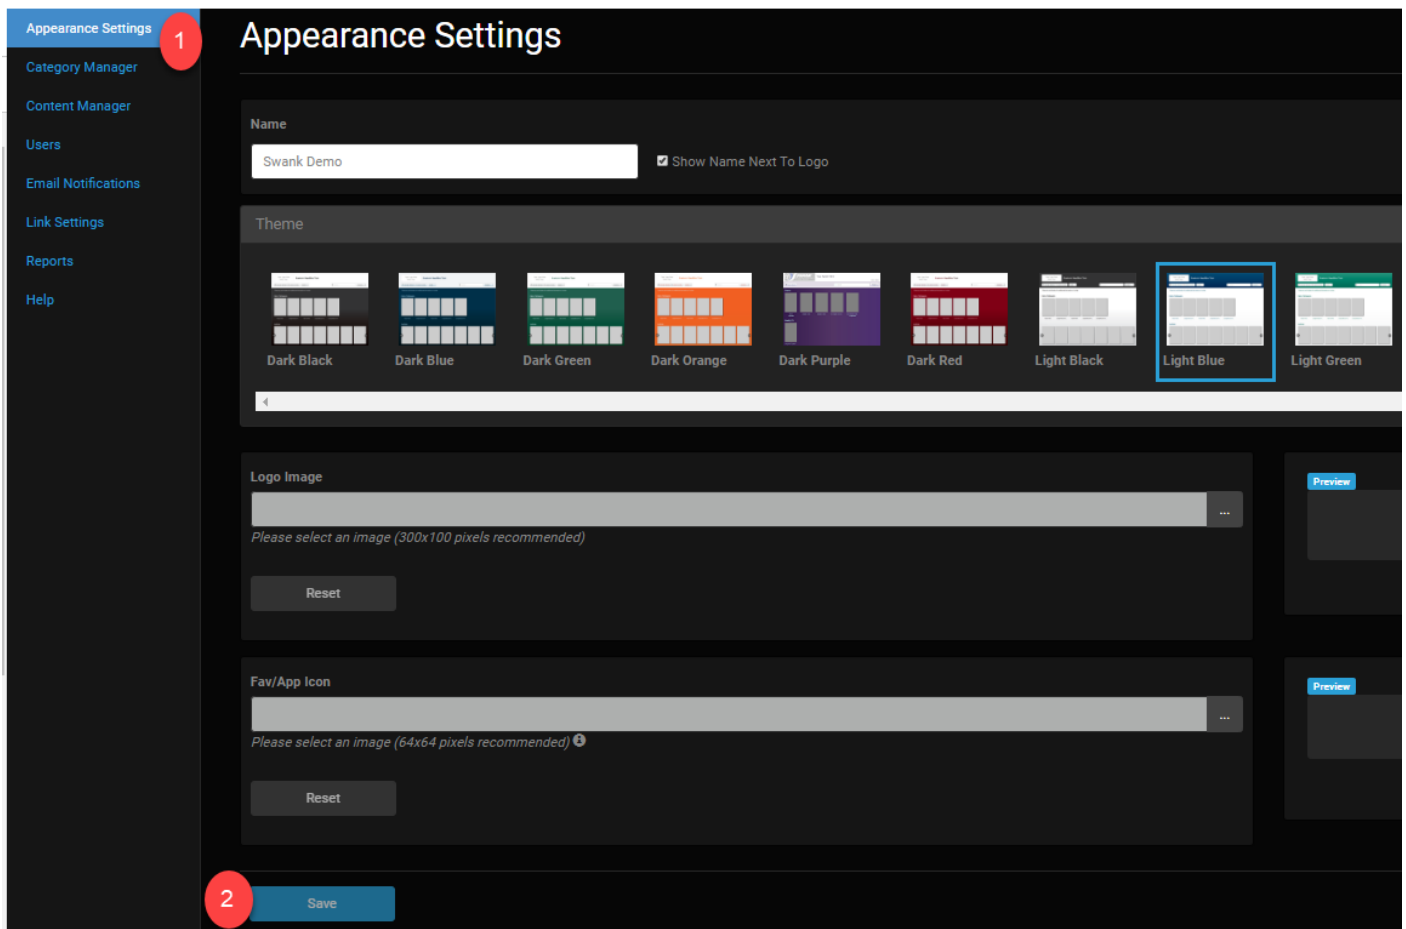 Appearance Settings
1
Category Manager
Content Manager
Users
Email Notifications
Link Settings
Reports
Help
Appearance Settings
Name
Swank Demo
Show Name Next To Logo
Theme
Dark Black
Dark Blue
Dark Green
Dark Orange
Dark Purple
Dark Red
Light Black
Light Blue
Light Green
Logo Image
...
Please select an image (300x100 pixels recommended)
Reset
Preview
Fav/App Icon
...
Please select an image (64x64 pixels recommended)
Reset
Preview
2
Save